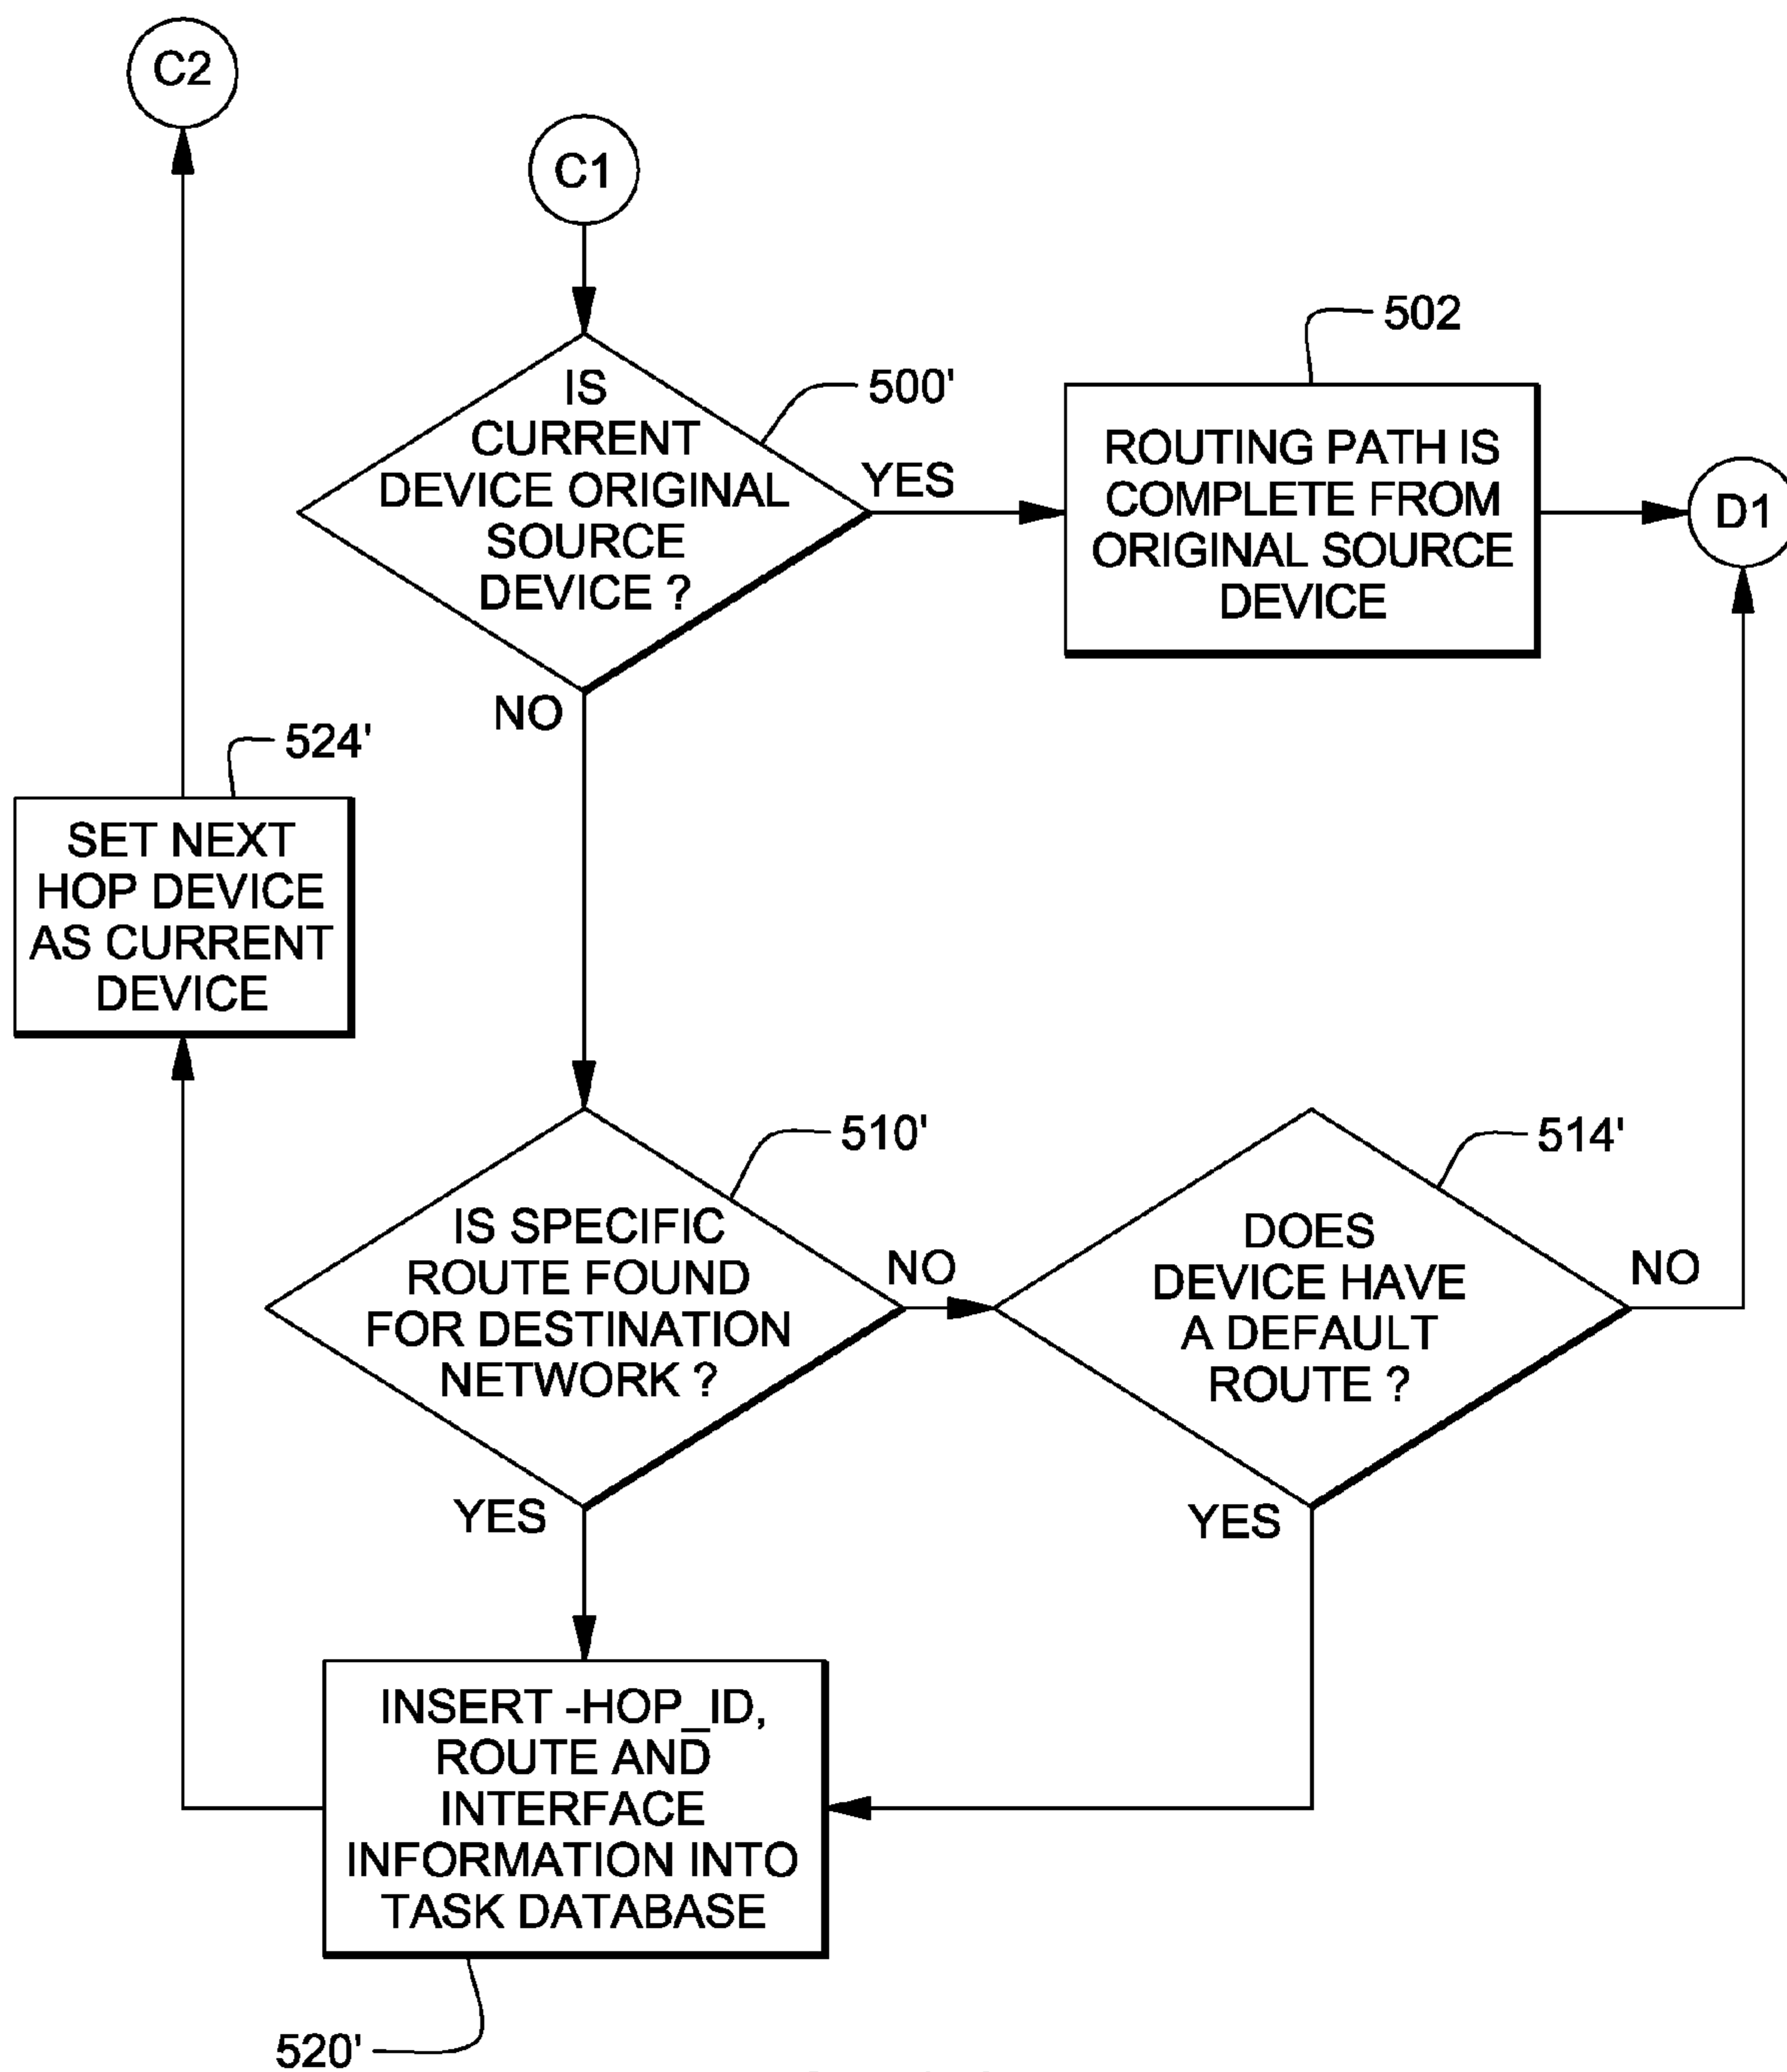 C2
C1
502
IS
CURRENT
DEVICE ORIGINAL
SOURCE
DEVICE ?
500'
YES
ROUTING PATH IS
COMPLETE FROM
ORIGINAL SOURCE
DEVICE
D1
NO
524'
SET NEXT
HOP DEVICE
AS CURRENT
DEVICE
510'
IS SPECIFIC
ROUTE FOUND
FOR DESTINATION
NETWORK ?
NO
514'
DOES
DEVICE HAVE
A DEFAULT
ROUTE ?
NO
YES
YES
INSERT -HOP_ID,
ROUTE AND
INTERFACE
INFORMATION INTO
TASK DATABASE
520'